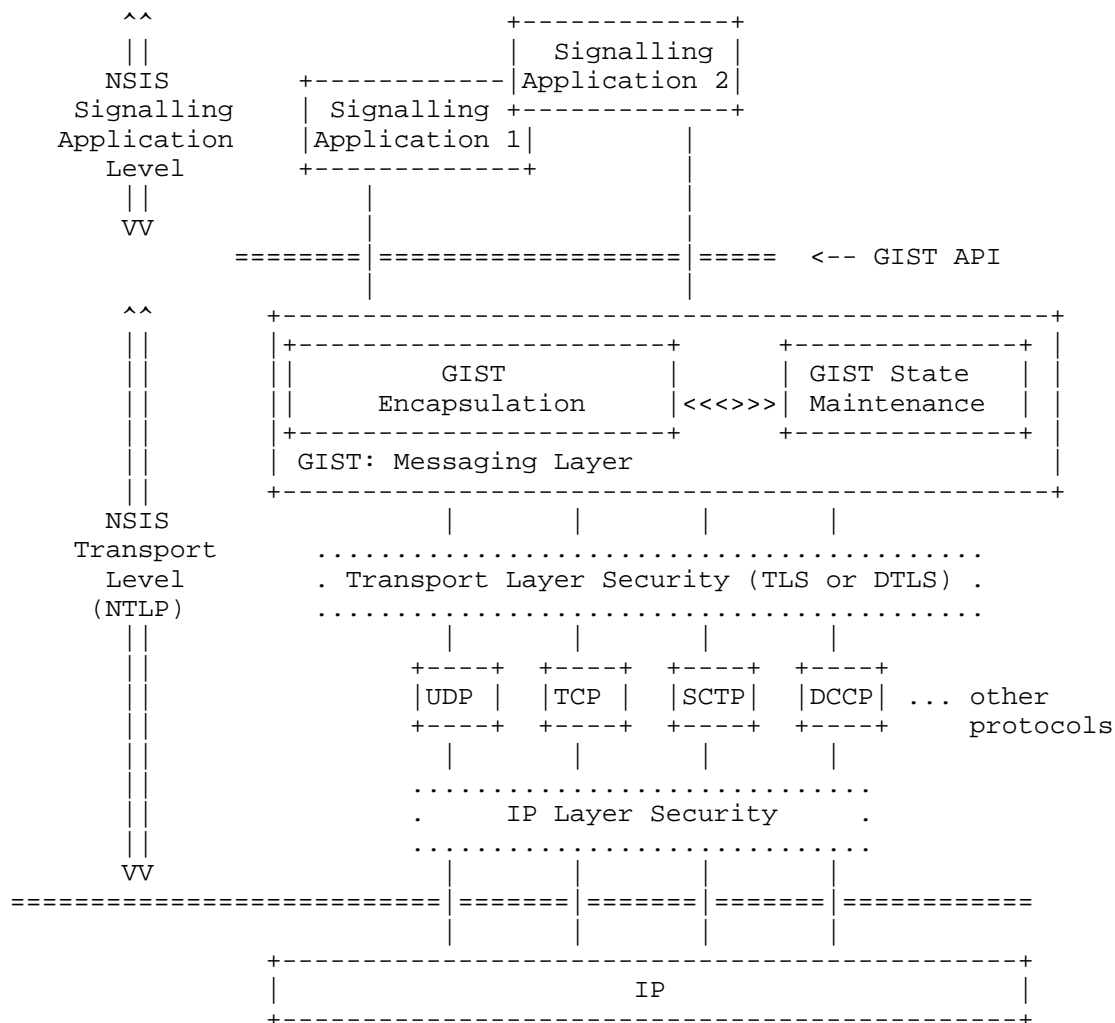 ^^ +-------------+
|| | Signalling |
NSIS +------------|Application 2|
Signalling | Signalling +-------------+
Application |Application 1| |
Level +-------------+ |
|| | |
VV | |
========|===================|===== <-- GIST API
| |
^^ +------------------------------------------------+
|| |+------------------------+ +--------------+ |
|| || GIST | | GIST State | |
|| || Encapsulation |<<<>>>| Maintenance | |
|| |+------------------------+ +--------------+ |
|| | GIST: Messaging Layer |
|| +------------------------------------------------+
NSIS | | | |
Transport ..........................................
Level . Transport Layer Security (TLS or DTLS) .
(NTLP) ..........................................
|| | | | |
|| +----+ +----+ +----+ +----+
|| |UDP | |TCP | |SCTP| |DCCP| ... other
|| +----+ +----+ +----+ +----+ protocols
|| | | | |
|| .............................
|| . IP Layer Security .
|| .............................
VV | | | |
===========================|=======|=======|=======|============
| | | |
+----------------------------------------------+
| IP |
+----------------------------------------------+